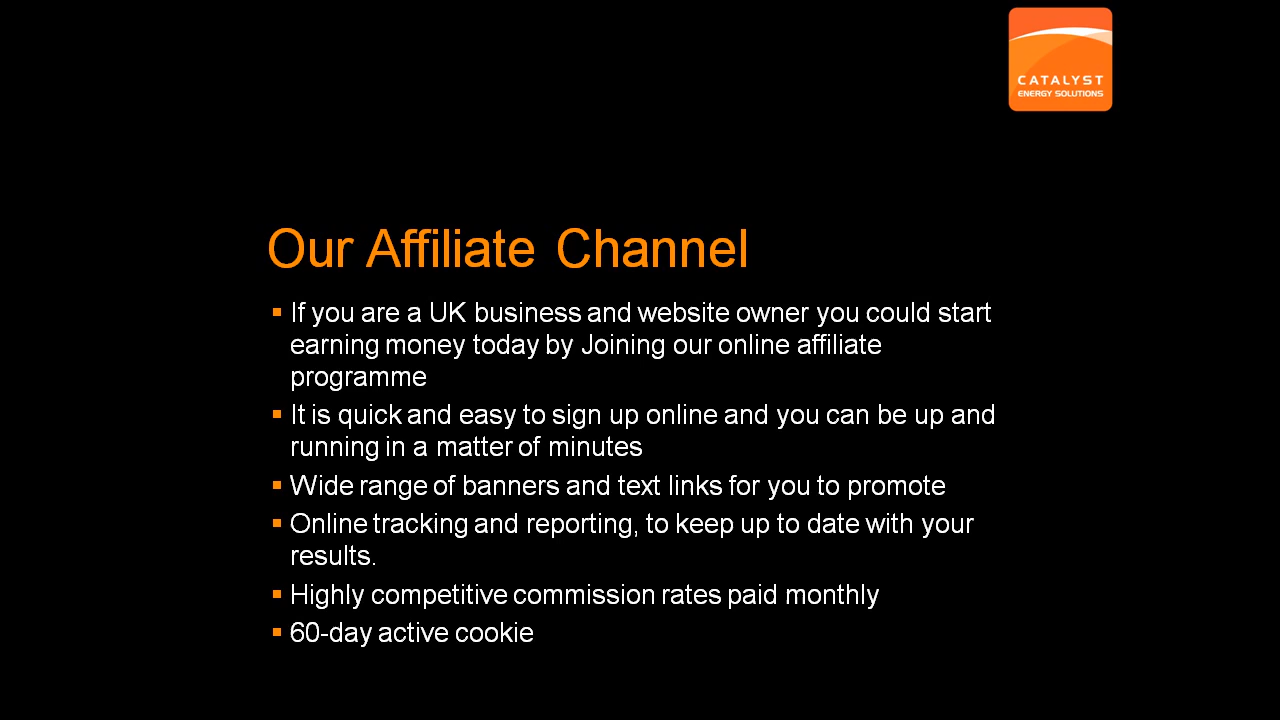 CATALYST
ENERGY SOLUTIONS
Our Affiliate Channel
If you are a UK business and website owner you could start
earning money today by Joining our online affiliate
programme
It is quick and easy to sign up online and you can be up and
running in a matter of minutes
Wide range of banners and text links for you to promote
Online tracking and reporting, to keep up to date with your
results.
Highly competitive commission rates paid monthly
60-day active cookie